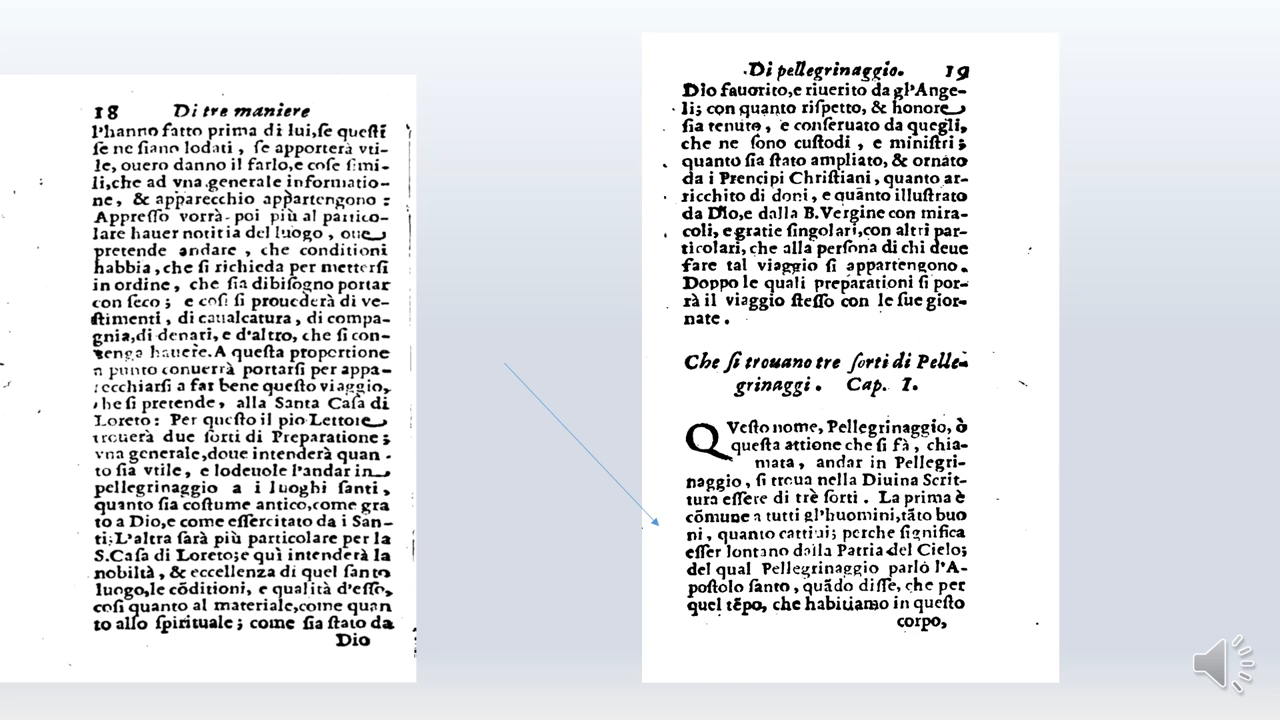 18 Di tre maniere
l'hanno fatto prima di lui,ſe queſti
ſe ne ſiano lodati, ſe apporterà vti-
le, ouero danno il farlo,e coſe ſimi-
li,che ad vna generale informatio-
ne, & apparecchio appartengono :
Appreſſo vorrà poi più al partico-
lare hauer notitia del luogo, oue
pretende andare, che conditioni
habbia, che ſi richieda per metterſi
in ordine, che ſia dibiſogno portar
con ſeco; e coſi ſi prouederà di ve-
ſtimenti, di caualcatura, di compa-
gnia,di denari, e d'altro, che ſi con-
uenga hauere. A queſta proportione
a punto conuerrà portarſi per appa-
recchiarſi a far bene queſto viaggio,
che ſi pretende, alla Santa Caſa di
Loreto: Per queſto il pio Lettore
trouerà due ſorti di Preparatione;
vna generale,doue intenderà quan-
to ſia vtile, e lodeuole l'andar in
pellegrinaggio a i luoghi ſanti,
quanto ſia coſtume antico,come gra
to a Dio,e come eſſercitato da i San-
ti;L'altra ſarà più particolare per la
S.Caſa di Loreto;e quì intenderà la
nobiltà, & eccellenza di quel ſanto
luogo,le cōditioni, e qualità d'eſſo,
coſi quanto al materiale,come quan
to allo ſpirituale; come ſia ſtato da
Dio
Di pellegrinaggio. 19
Dio fauorito,e riuerito da gl'Ange-
li; con quanto riſpetto, & honore
ſia tenuto, e conſeruato da quegli,
che ne ſono cuſtodi, e miniſtri;
quanto ſia ſtato ampliato, & ornato
da i Prencipi Chriſtiani, quanto ar-
ricchito di doni, e quāto illuſtrato
da Dio,e dalla B.Vergine con mira-
coli, e gratie ſingolari,con altri par-
ticolari, che alla perſona di chi deue
fare tal viaggio ſi appartengono.
Doppo le quali preparationi ſi por-
rà il viaggio ſteſſo con le ſue gior-
nate.
Che ſi trouano tre ſorti di Pelle-
grinaggi. Cap. I.
QVeſto nome, Pellegrinaggio, ò
queſta attione che ſi fà, chia-
mata, andar in Pellegri-
naggio, ſi troua nella Diuina Scrit-
tura eſſere di trè ſorti. La prima è
cōmune a tutti gl'huomini,tāto buo
ni, quanto cattiui; perche ſignifica
eſſer lontano dalla Patria del Cielo;
del qual Pellegrinaggio parlò l'A-
poſtolo ſanto, quādo diſſe, che per
quel tēpo, che habitiamo in queſto
corpo,